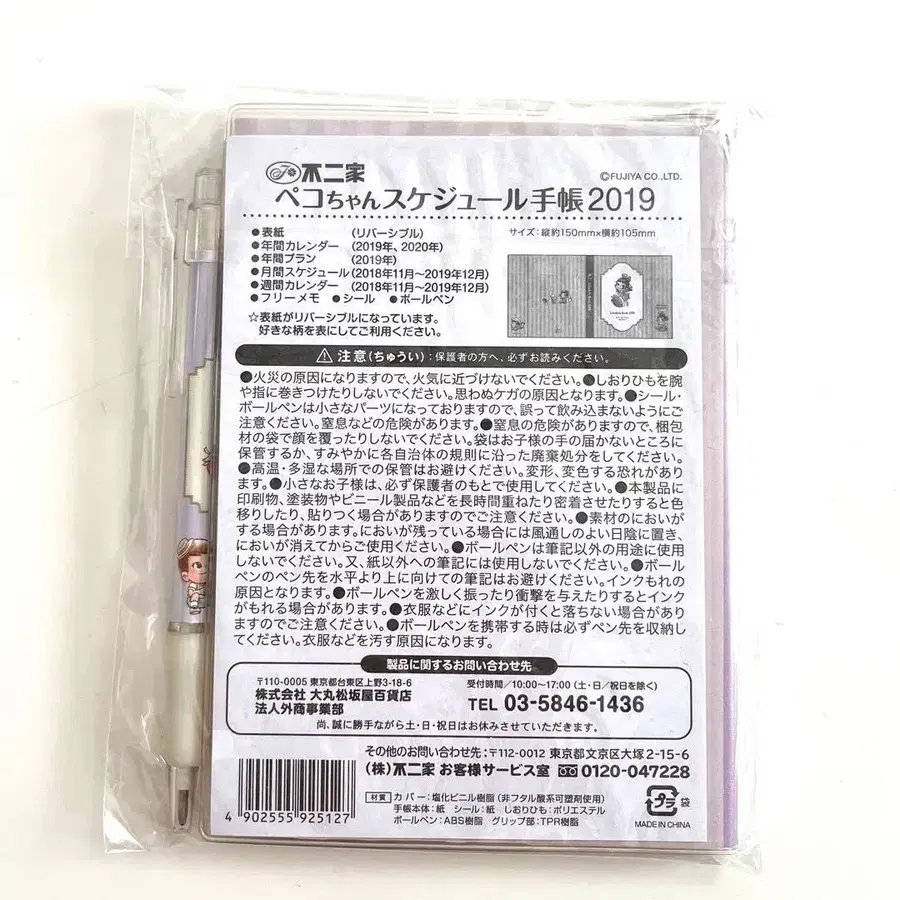 不二家
©FUJIYA CO.,LTD.
ペコちゃんスケジュール手帳2019
●表紙 (リバーシブル)
●年間カレンダー (2019年、2020年)
●年間プラン (2019年)
●月間スケジュール(2018年11月〜2019年12月)
●週間カレンダー (2018年11月〜2019年12月)
●フリーメモ ●シール ●ボールペン
☆表紙がリバーシブルになっています。
好きな柄を表にしてご利用ください。
サイズ:縦約150mm×横約105mm
注意(ちゅうい):保護者の方へ、必ずお読みください。
●火災の原因になりますので、火気に近づけないでください。●しおりひもを腕
や指に巻きつけたりしないでください。思わぬケガの原因となります。●シール・
ボールペンは小さなパーツになっておりますので、誤って飲み込まないようにご
注意ください。窒息などの危険があります。●窒息の危険がありますので、梱包
材の袋で顔を覆ったりしないでください。袋はお子様の手の届かないところに
保管するか、すみやかに各自治体の規則に沿った廃棄処分をしてください。
●高温・多湿な場所での保管はお避けください。変形、変色する恐れがありま
す。●小さなお子様は、必ず保護者のもとで使用してください。●本製品に
印刷物、塗装物やビニール製品などを長時間重ねたり密着させたりすると色
移りしたり、貼りつく場合がありますのでご注意ください。●素材のにおいが
する場合があります。においが残っている場合には風通しのよい日陰に置き、
においが消えてからご使用ください。●ボールペンは筆記以外の用途に使用
しないでください。又、紙以外への筆記には使用しないでください。●ボール
ペンのペン先を水平より上に向けての筆記はお避けください。インクもれの
原因となります。●ボールペンを激しく振ったり衝撃を与えたりするとインク
がもれる場合があります。●衣服などにインクが付くと落ちない場合があり
ますのでご注意ください。●ボールペンを携帯する時は必ずペン先を収納し
てください。衣服などを汚す原因になります。
製品に関するお問い合わせ先
〒110-0005 東京都台東区上野3-18-6
株式会社 大丸松坂屋百貨店
法人外商事業部
受付時間/10:00〜17:00(土・日/祝日を除く)
TEL 03-5846-1436
尚、誠に勝手ながら土・日・祝日はお休みさせていただきます。
その他のお問い合わせ先:〒112-0012 東京都文京区大塚2-15-6
(株)不二家 お客様サービス室 0120-047228
材質 カバー:塩化ビニル樹脂(非フタル酸系可塑剤使用)
手帳本体:紙 シール:紙 しおりひも:ポリエステル
ボールペン:ABS樹脂 グリップ部:TPR樹脂
プラ 袋
MADE IN CHINA
4 902555 925127